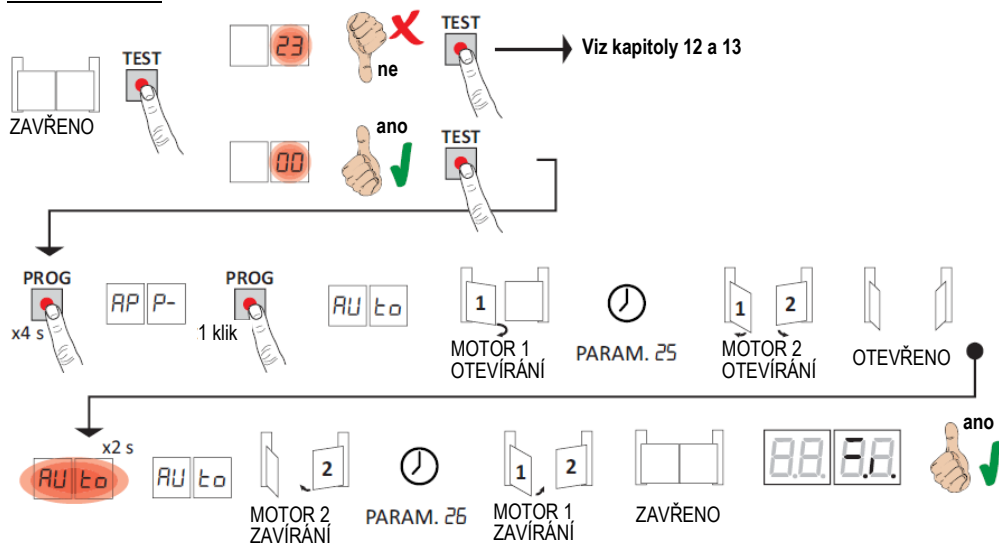 TEST
23
ne
TEST
Viz kapitoly 12 a 13
ZAVŘENO
00
ano
TEST
PROG
x4 s
AP P-
PROG
1 klik
AU to
1
MOTOR 1
OTEVÍRÁNÍ
PARAM. 25
1 2
MOTOR 2
OTEVÍRÁNÍ
OTEVŘENO
AU to
x2 s
AU to
2
MOTOR 2
ZAVÍRÁNÍ
PARAM. 26
1 2
MOTOR 1
ZAVÍRÁNÍ
ZAVŘENO
ano